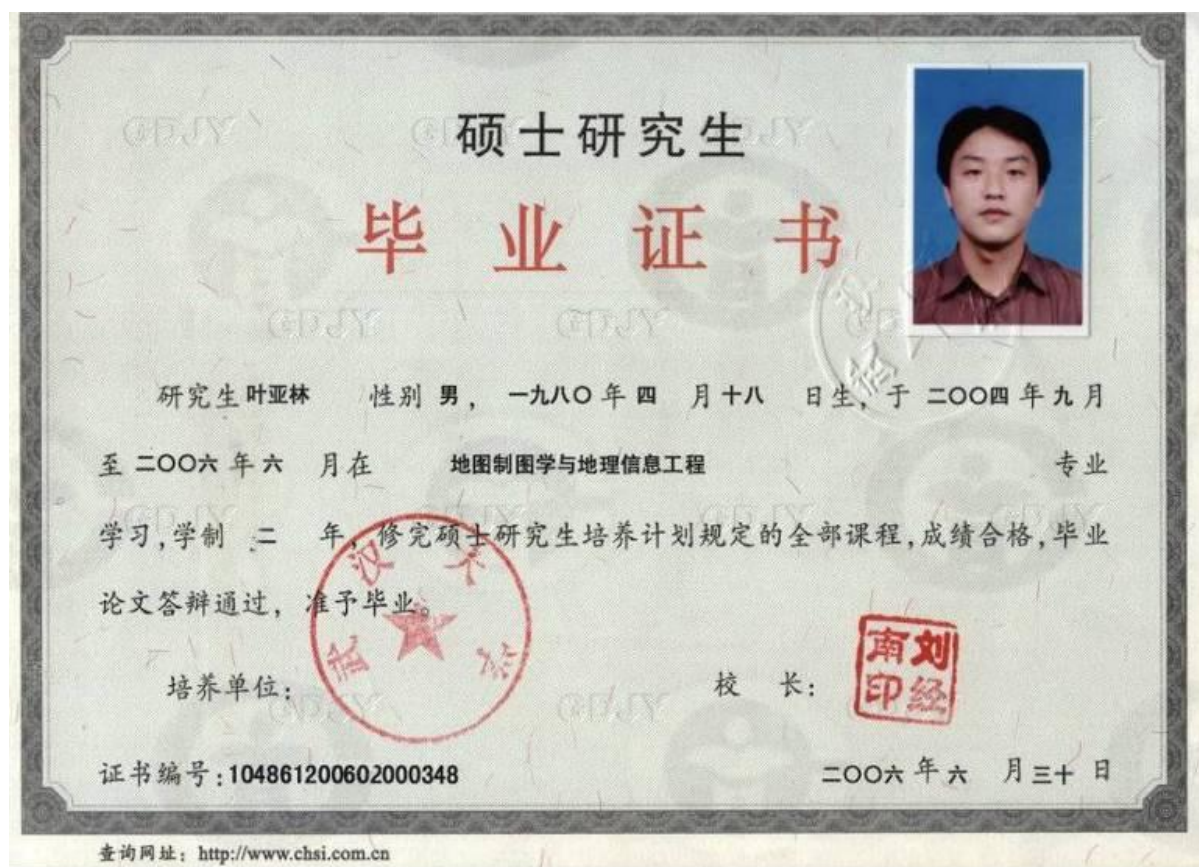 硕士研究生
毕业证书
研究生 叶亚林 性别 男， 一九八〇 年 四 月 十八 日生，于 二〇〇四 年 九 月
至 二〇〇六 年 六 月在 地图制图学与地理信息工程 专业
学习，学制 二 年，修完硕士研究生培养计划规定的全部课程，成绩合格，毕业
论文答辩通过， 准予毕业。
武汉大学
培养单位： 校 长： 刘经南印
证书编号：104861200602000348 二〇〇六 年 六 月 三十 日
查询网址：http://www.chsi.com.cn